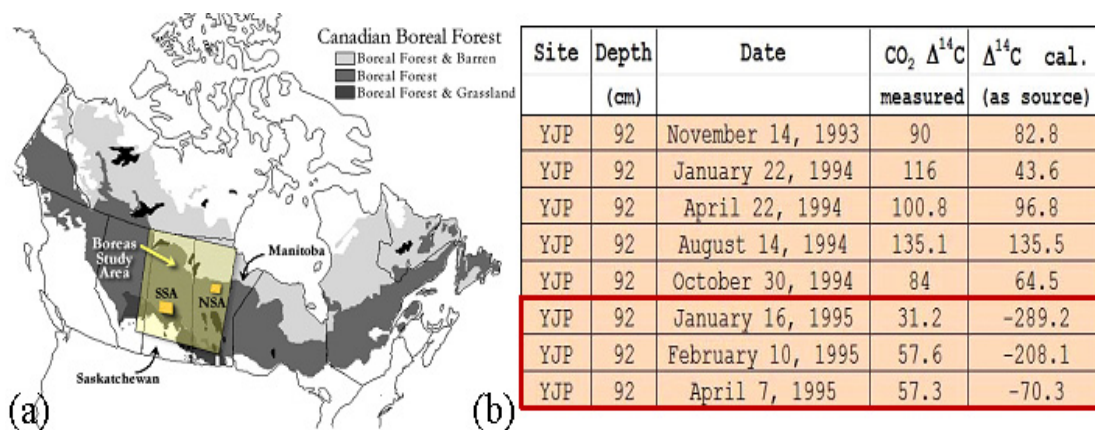 Canadian Boreal Forest
Boreal Forest & Barren
Boreal Forest
Boreal Forest & Grassland
Boreas
Study
Area
Manitoba
SSA
NSA
Saskatchewan
(a)
(b)
Site Depth Date CO₂ Δ¹⁴C Δ¹⁴C cal.
(cm) measured (as source)
YJP 92 November 14, 1993 90 82.8
YJP 92 January 22, 1994 116 43.6
YJP 92 April 22, 1994 100.8 96.8
YJP 92 August 14, 1994 135.1 135.5
YJP 92 October 30, 1994 84 64.5
YJP 92 January 16, 1995 31.2 -289.2
YJP 92 February 10, 1995 57.6 -208.1
YJP 92 April 7, 1995 57.3 -70.3